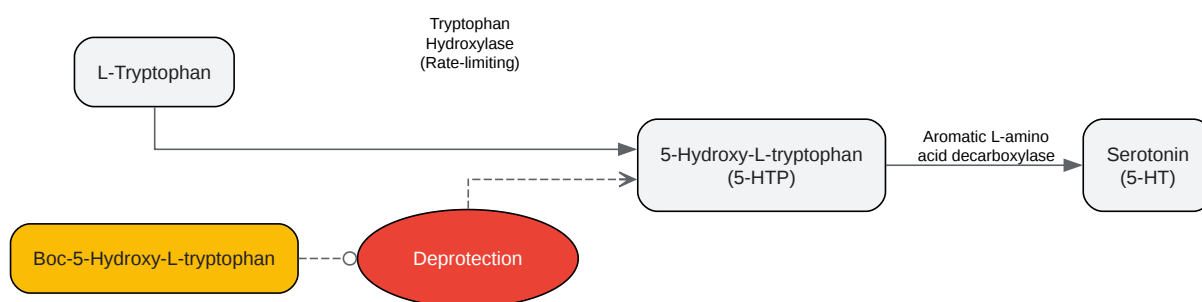 Tryptophan
Hydroxylase
(Rate-limiting)
L-Tryptophan
5-Hydroxy-L-tryptophan
(5-HTP)
Aromatic L-amino
acid decarboxylase
Serotonin
(5-HT)
Boc-5-Hydroxy-L-tryptophan
Deprotection